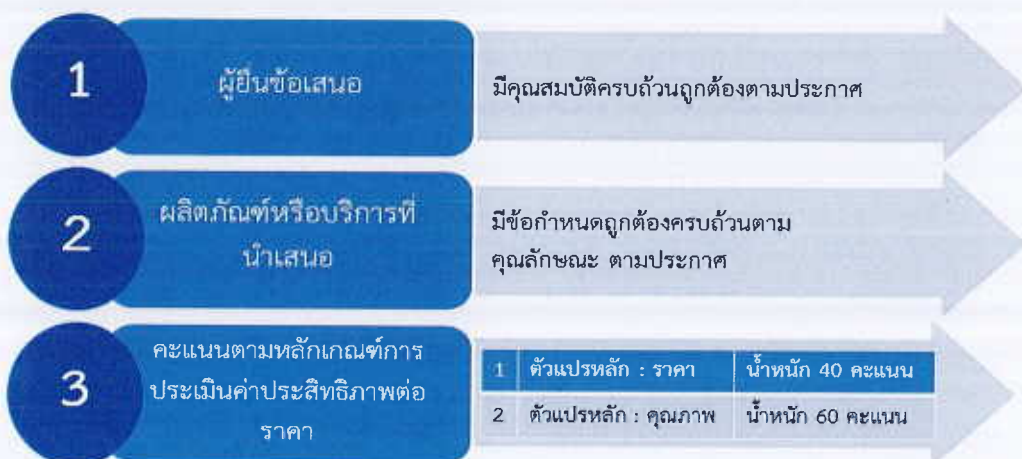 1
ผู้ยื่นข้อเสนอ
มีคุณสมบัติครบถ้วนถูกต้องตามประกาศ
2
ผลิตภัณฑ์หรือบริการที่
นำเสนอ
มีข้อกำหนดถูกต้องครบถ้วนตาม
คุณลักษณะ ตามประกาศ
3
คะแนนตามหลักเกณฑ์การ
ประเมินค่าประสิทธิภาพต่อ
ราคา
1 ตัวแปรหลัก : ราคา น้ำหนัก 40 คะแนน
2 ตัวแปรหลัก : คุณภาพ น้ำหนัก 60 คะแนน